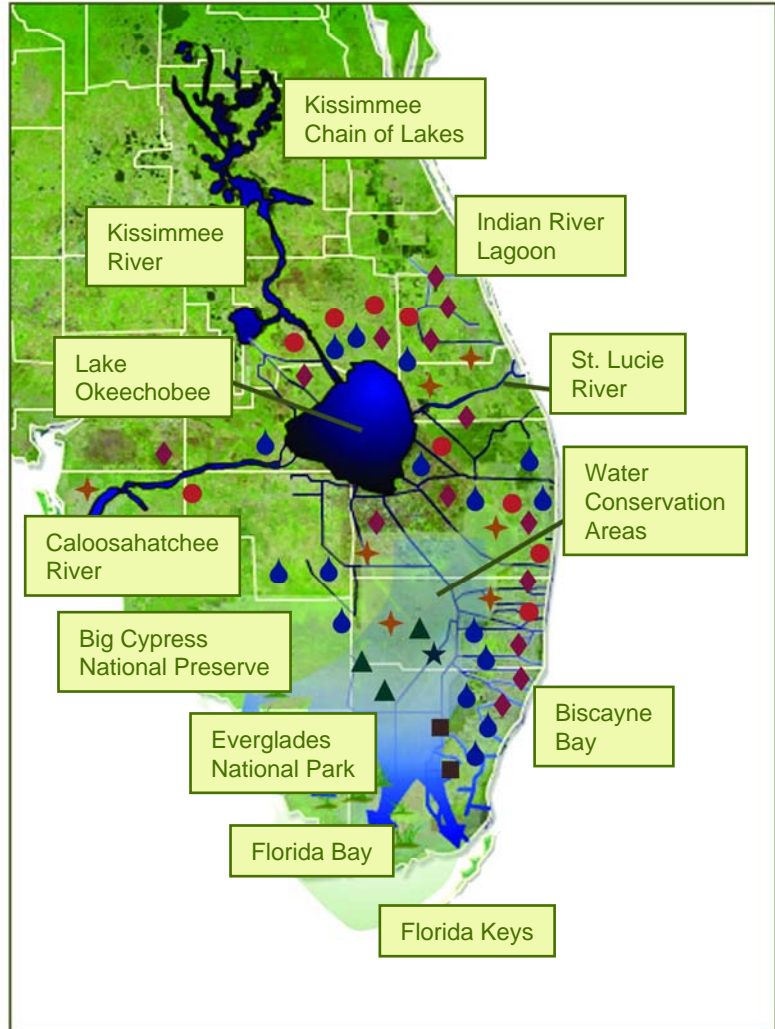 Kissimmee
Chain of Lakes
Kissimmee
River
Indian River
Lagoon
Lake
Okeechobee
St. Lucie
River
Water
Conservation
Areas
Caloosahatchee
River
Big Cypress
National Preserve
Biscayne
Bay
Everglades
National Park
Florida Bay
Florida Keys